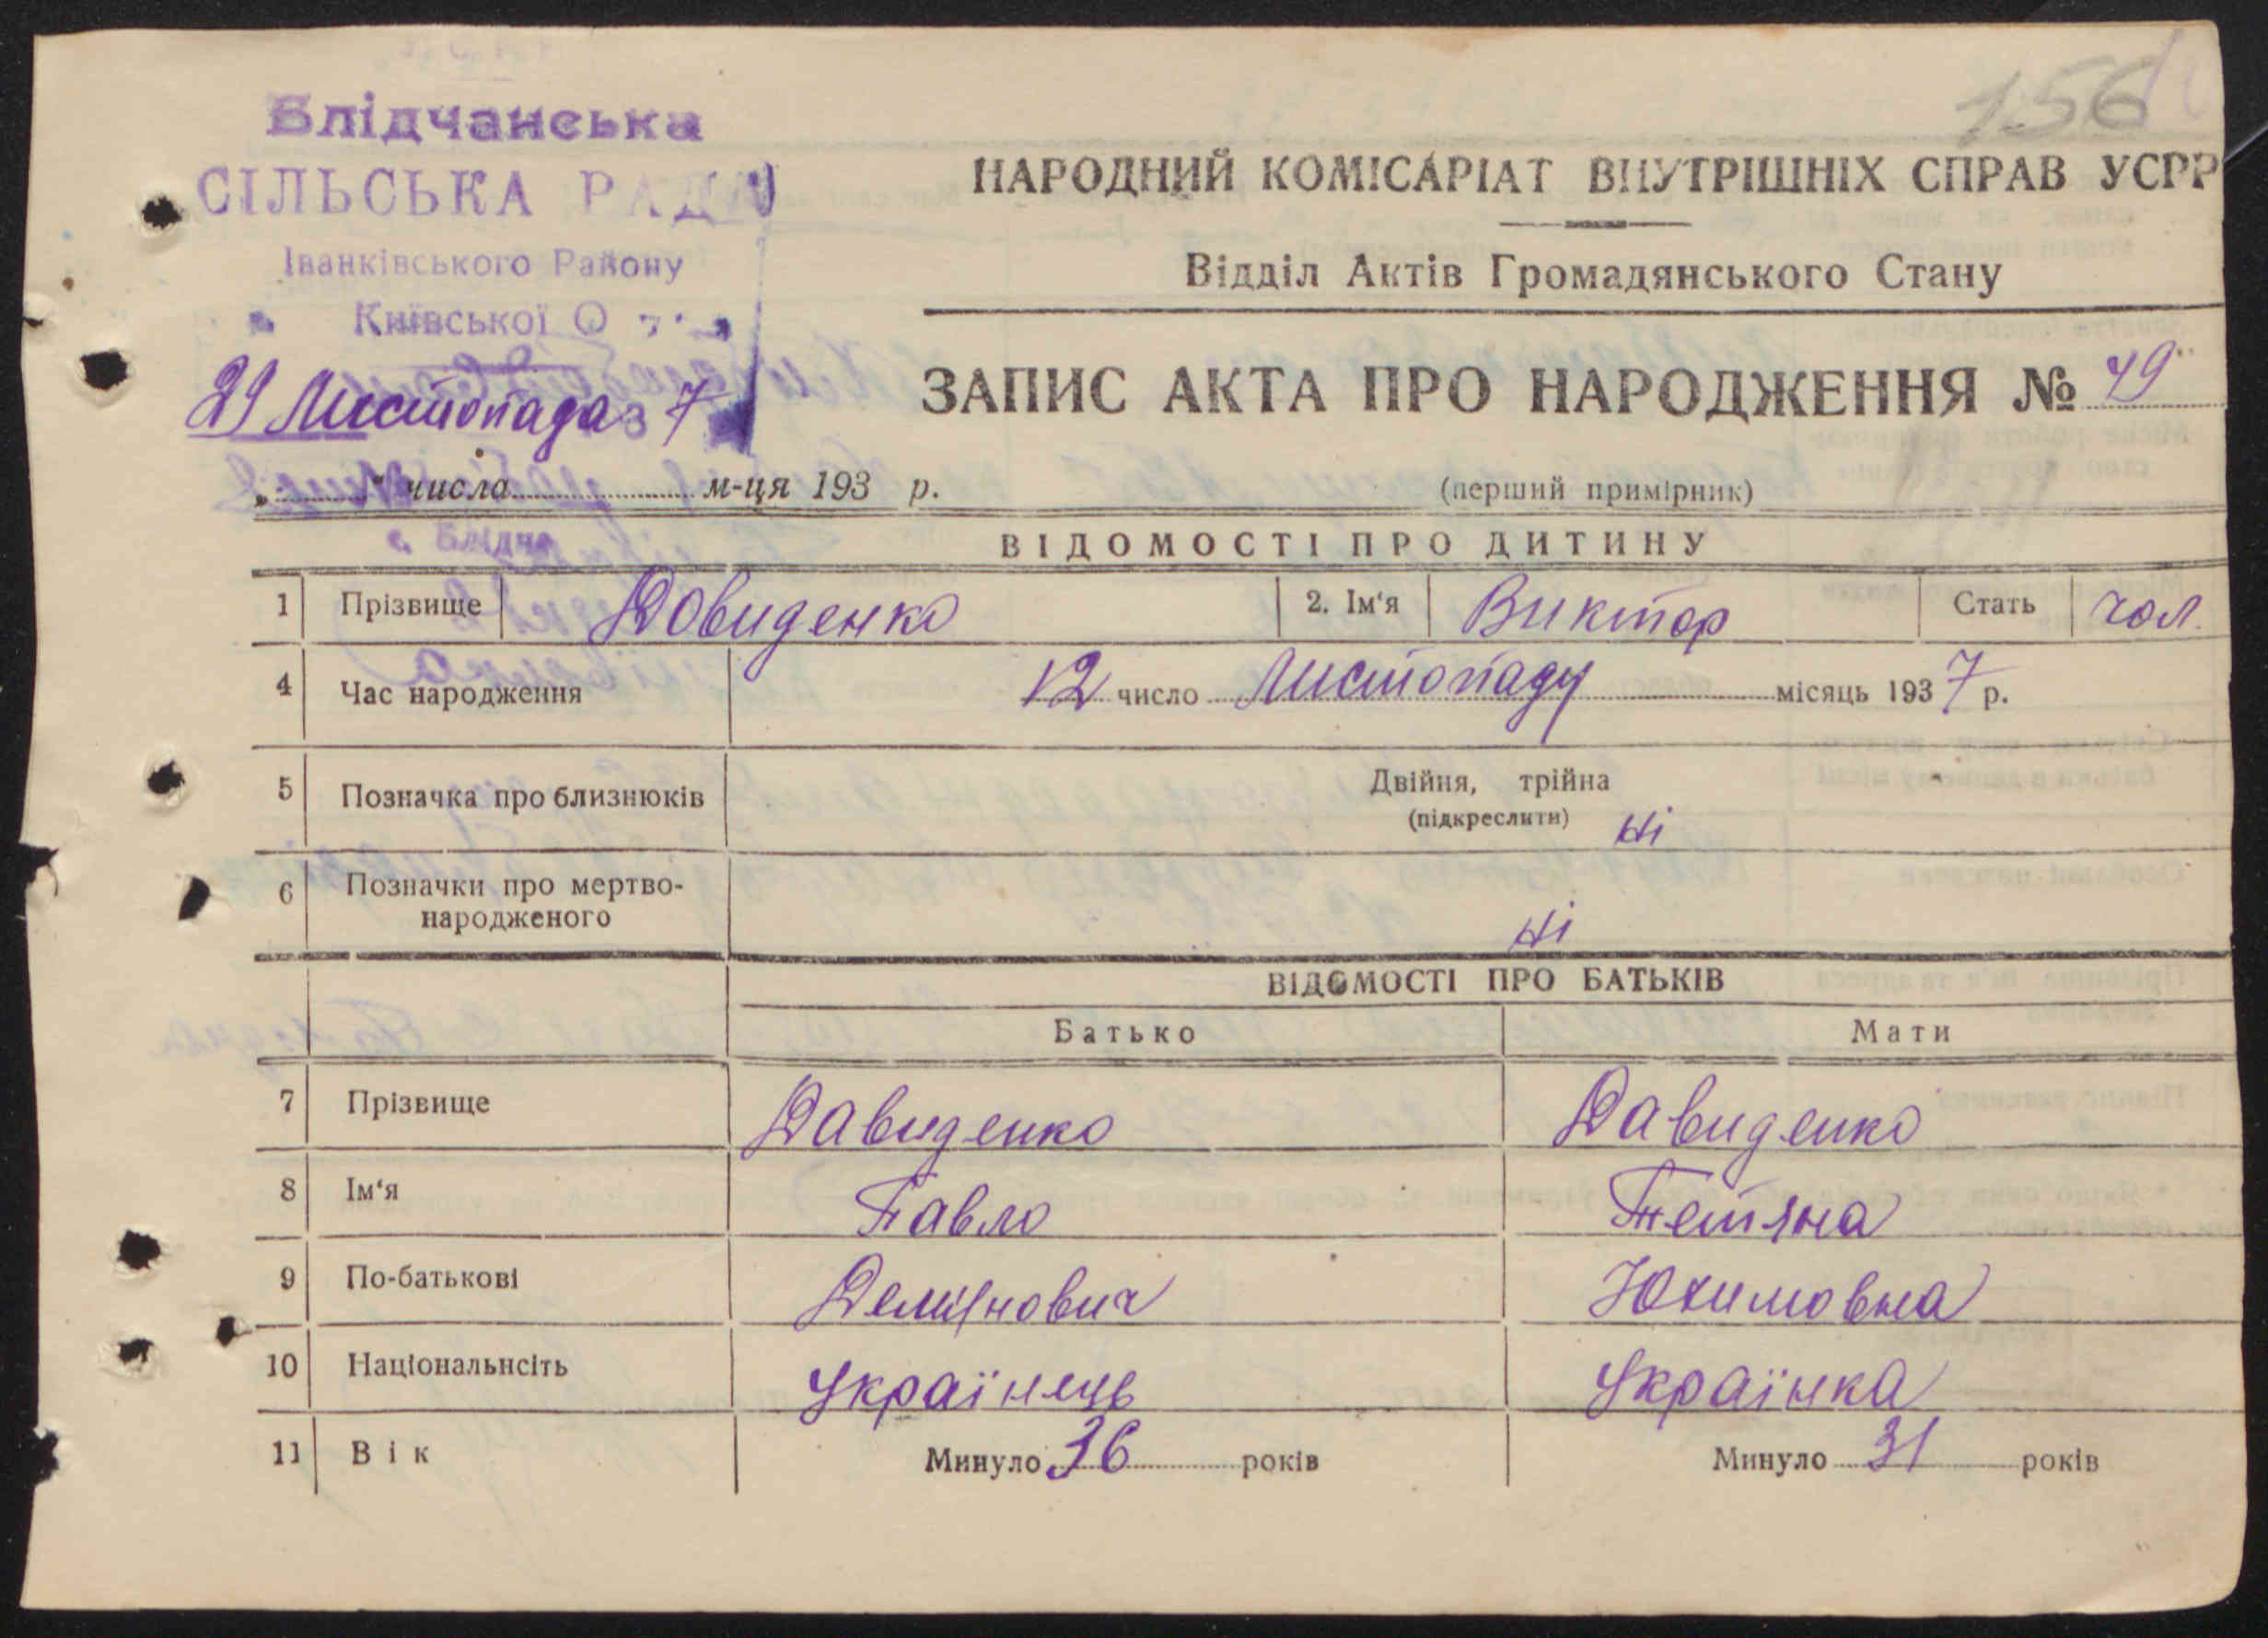 156
Блідчанська
СІЛЬСЬКА РАДА
Іванківського Району
Київської О
29 Листопада 7
„ “ числа м-ця 193 р.
с. Блідча
НАРОДНИЙ КОМІСАРІАТ ВНУТРІШНІХ СПРАВ УСРР
Відділ Актів Громадянського Стану
ЗАПИС АКТА ПРО НАРОДЖЕННЯ № 49
(перший примірник)
ВІДОМОСТІ ПРО ДИТИНУ
1 Прізвище Довиденко 2. Ім'я Виктор Стать чол.
4 Час народження 12 число Листопаду місяць 1937 р.
5 Позначка про близнюків Двійня, трійна
(підкреслити) ні
6 Позначки про мертво-
народженого ні
ВІДОМОСТІ ПРО БАТЬКІВ
Батько Мати
7 Прізвище Давиденко Давиденко
8 Ім‘я Павло Тетяна
9 По-батькові Демянович Юхимовна
10 Національнсіть Українець Українка
11 Вік Минуло 36 років Минуло 31 років